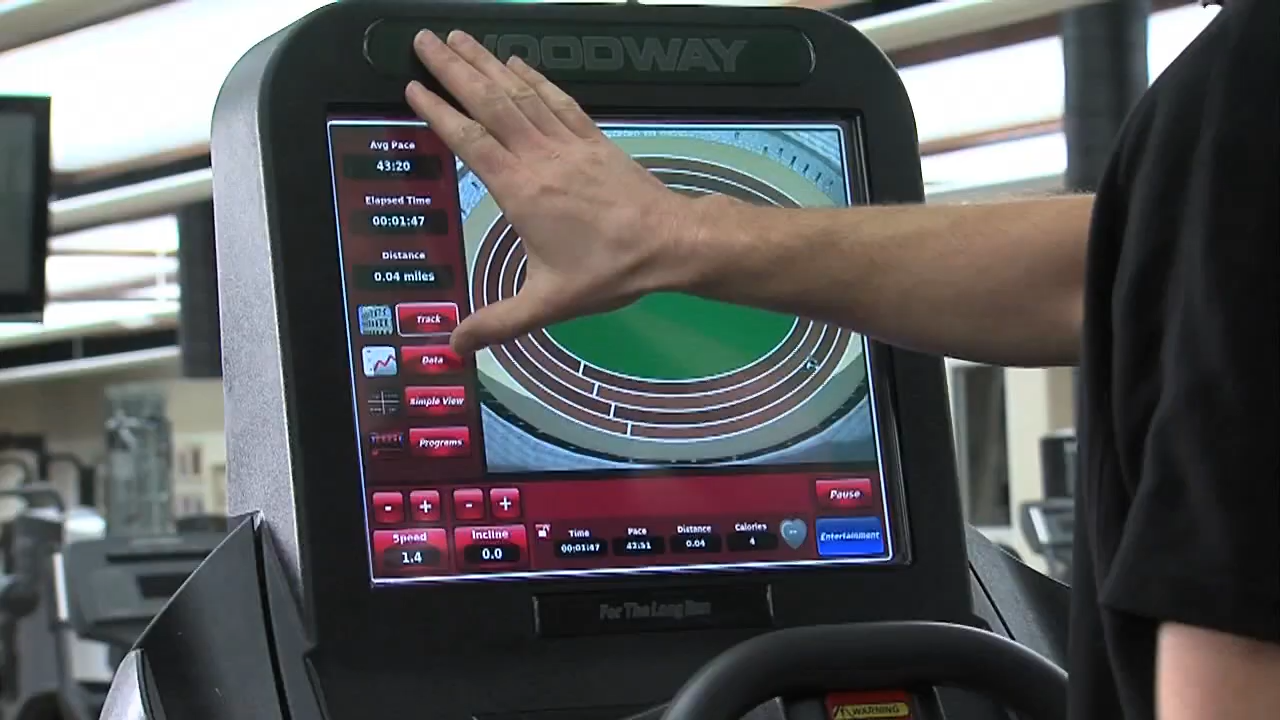 WOODWAY
Avg Pace
43:20
Elapsed Time
00:01:47
Distance
0.04 miles
Track
Data
Simple View
Programs
- + - +
Pause
Speed
1.4
Incline
0.0
Time
00:01:47
Pace
43:51
Distance
0.04
Calories
4
--
Entertainment
For The Long Run
WARNING